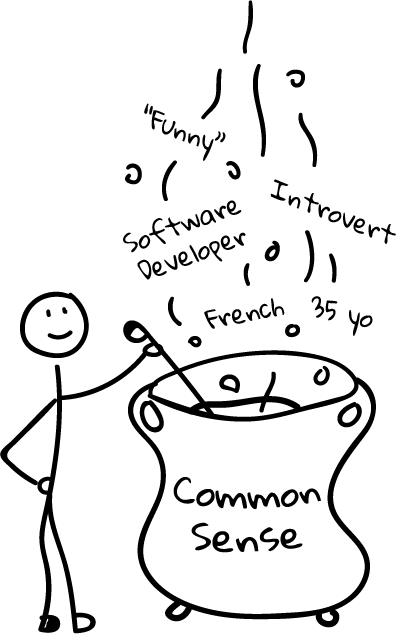 "Funny"
Introvert
Software
Developer
French 35 yo
Common
Sense